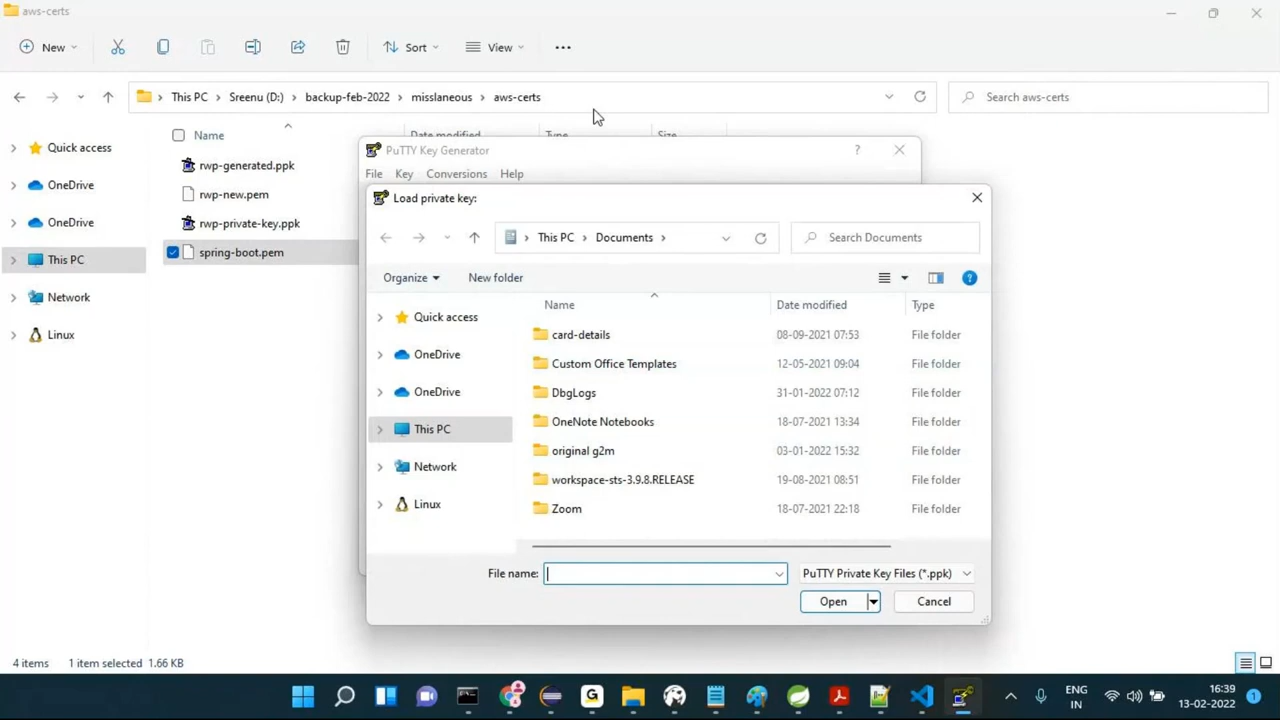 aws-certs
New
Sort
View
This PC
Sreenu (D:)
backup-feb-2022
misslaneous
aws-certs
Search aws-certs
Quick access
OneDrive
OneDrive
This PC
Network
Linux
Name
Date modified
Type
Size
rwp-generated.ppk
rwp-new.pem
rwp-private-key.ppk
spring-boot.pem
PuTTY Key Generator
?
File Key Conversions Help
Load private key:
This PC
Documents
Search Documents
Organize
New folder
?
Quick access
OneDrive
OneDrive
This PC
Network
Linux
Name Date modified Type
card-details 08-09-2021 07:53 File folder
Custom Office Templates 12-05-2021 09:04 File folder
DbgLogs 31-01-2022 07:12 File folder
OneNote Notebooks 18-07-2021 13:34 File folder
original g2m 03-01-2022 15:32 File folder
workspace-sts-3.9.8.RELEASE 19-08-2021 08:51 File folder
Zoom 18-07-2021 22:18 File folder
File name:
PuTTY Private Key Files (*.ppk)
Open
Cancel
4 items 1 item selected 1.66 KB
ENG
IN
16:39
13-02-2022
1